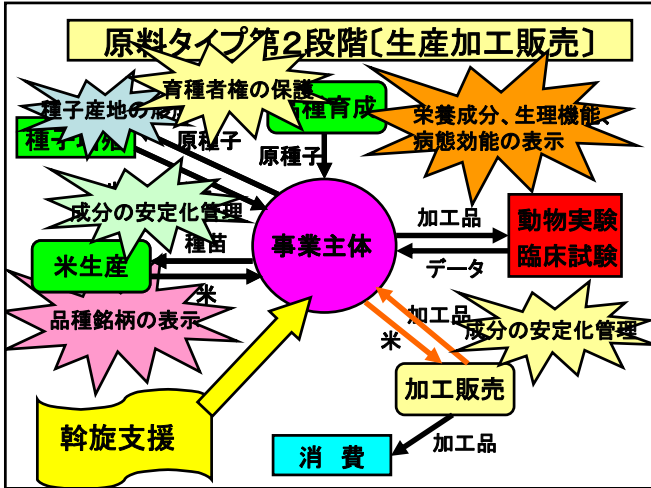 原料タイプ第２段階〔生産加工販売〕
育種者権の保護
種子産地の
種育成
栄養成分、生理機能、
病態効能の表示
種子
原種子
原種子
成分の安定化管理
種苗
事業主体
加工品
データ
動物実験
臨床試験
米生産
米
品種銘柄の表示
加工品
米
成分の安定化管理
加工販売
加工品
斡旋支援
消費